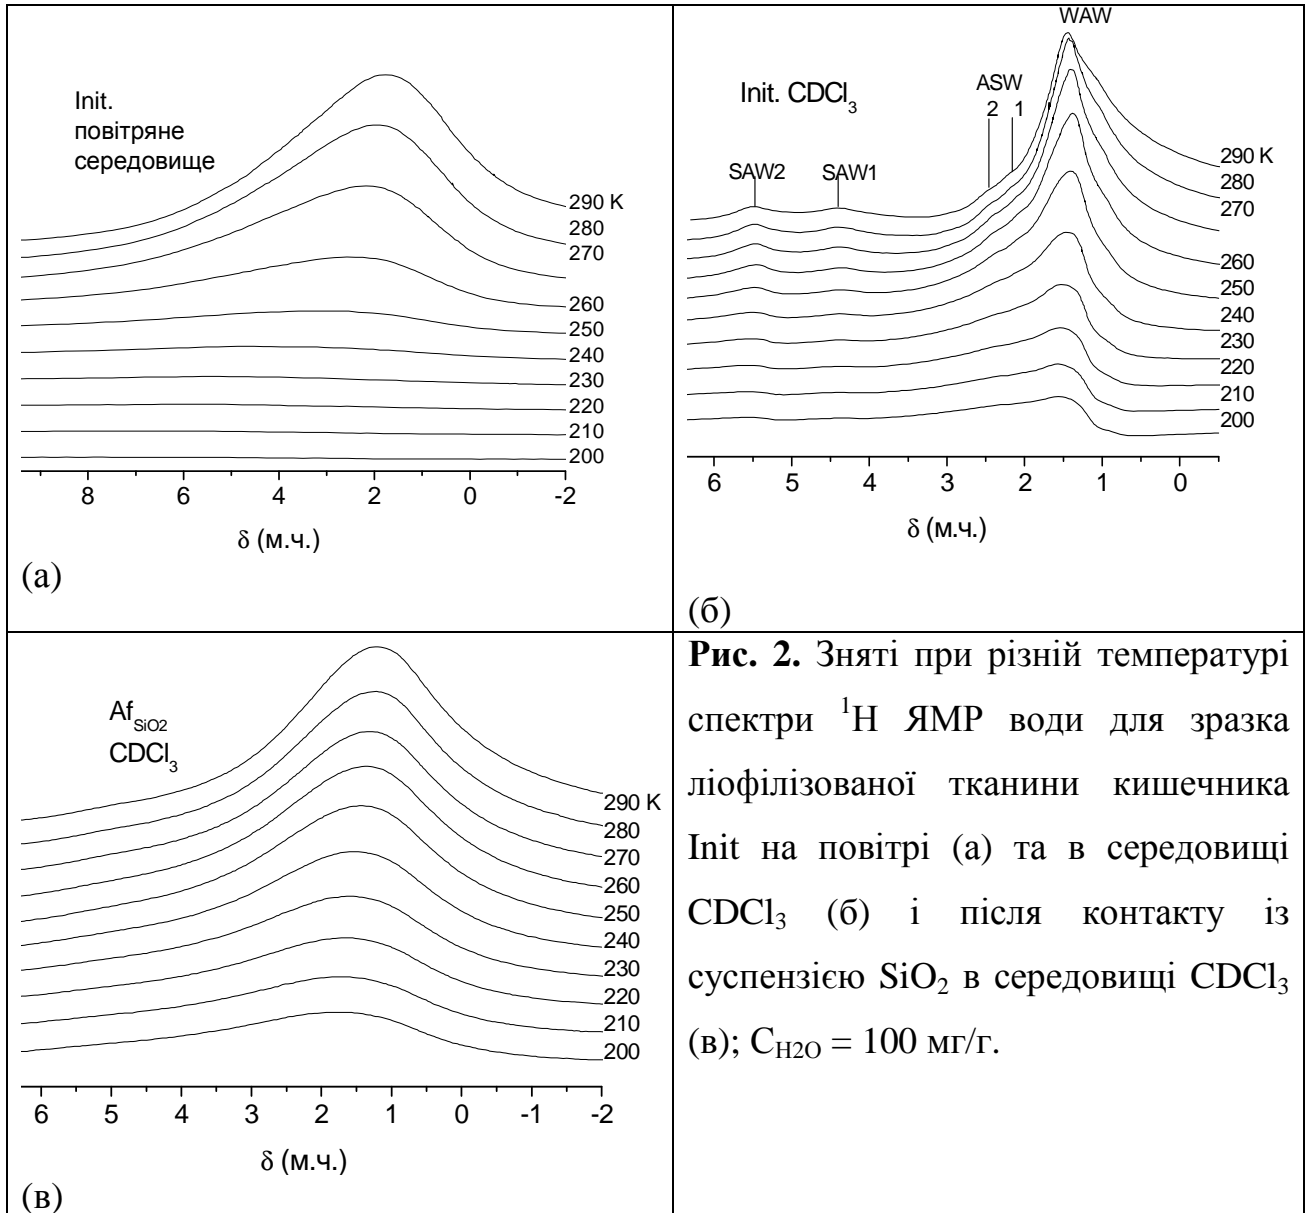 Init.
повітряне
середовище
290 K
280
270
260
250
240
230
220
210
200
8 6 4 2 0 -2
δ (м.ч.)
(а)
WAW
Init. CDCl₃
ASW
2 1
SAW2 SAW1
290 K
280
270
260
250
240
230
220
210
200
6 5 4 3 2 1 0
δ (м.ч.)
(б)
Af_SiO2
CDCl₃
290 K
280
270
260
250
240
230
220
210
200
6 5 4 3 2 1 0 -1 -2
δ (м.ч.)
(в)
Рис. 2. Зняті при різній температурі
спектри ¹H ЯМР води для зразка
ліофілізованої тканини кишечника
Init на повітрі (а) та в середовищі
CDCl₃ (б) і після контакту із
суспензією SiO₂ в середовищі CDCl₃
(в); C_H2O = 100 мг/г.